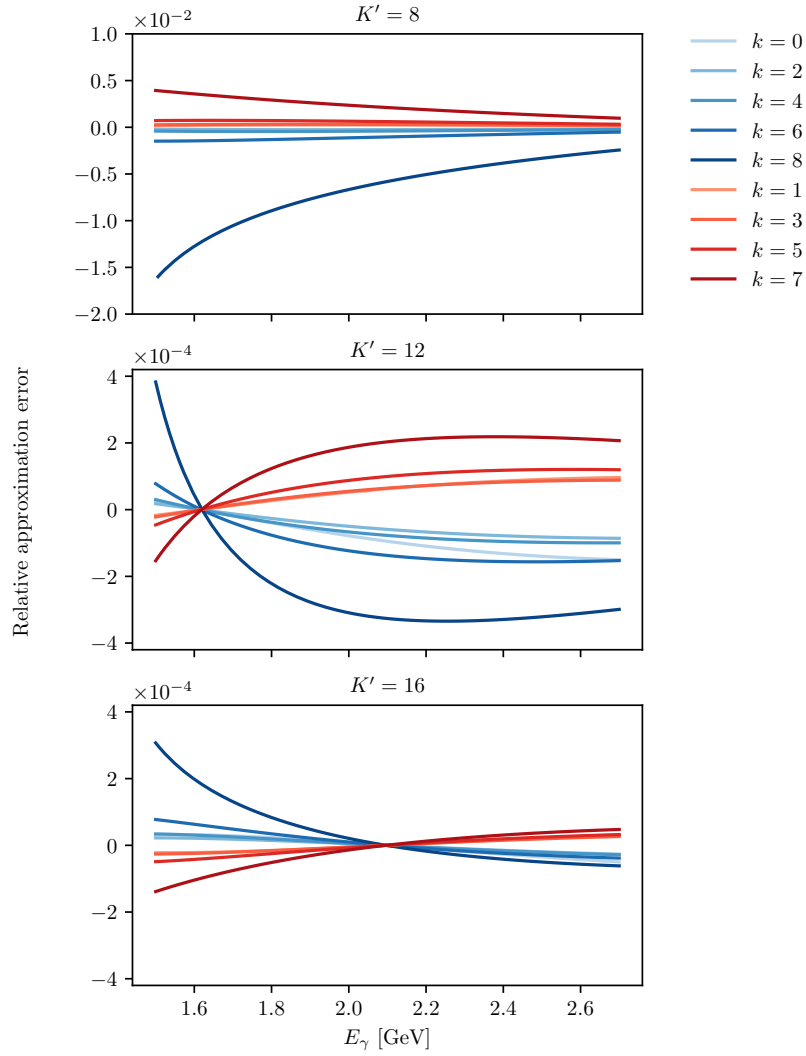 ×10⁻²
K′ = 8
1.0
0.5
0.0
−0.5
−1.0
−1.5
−2.0
k = 0
k = 2
k = 4
k = 6
k = 8
k = 1
k = 3
k = 5
k = 7
×10⁻⁴
K′ = 12
4
2
0
−2
−4
Relative approximation error
×10⁻⁴
K′ = 16
4
2
0
−2
−4
1.6 1.8 2.0 2.2 2.4 2.6
E_γ [GeV]